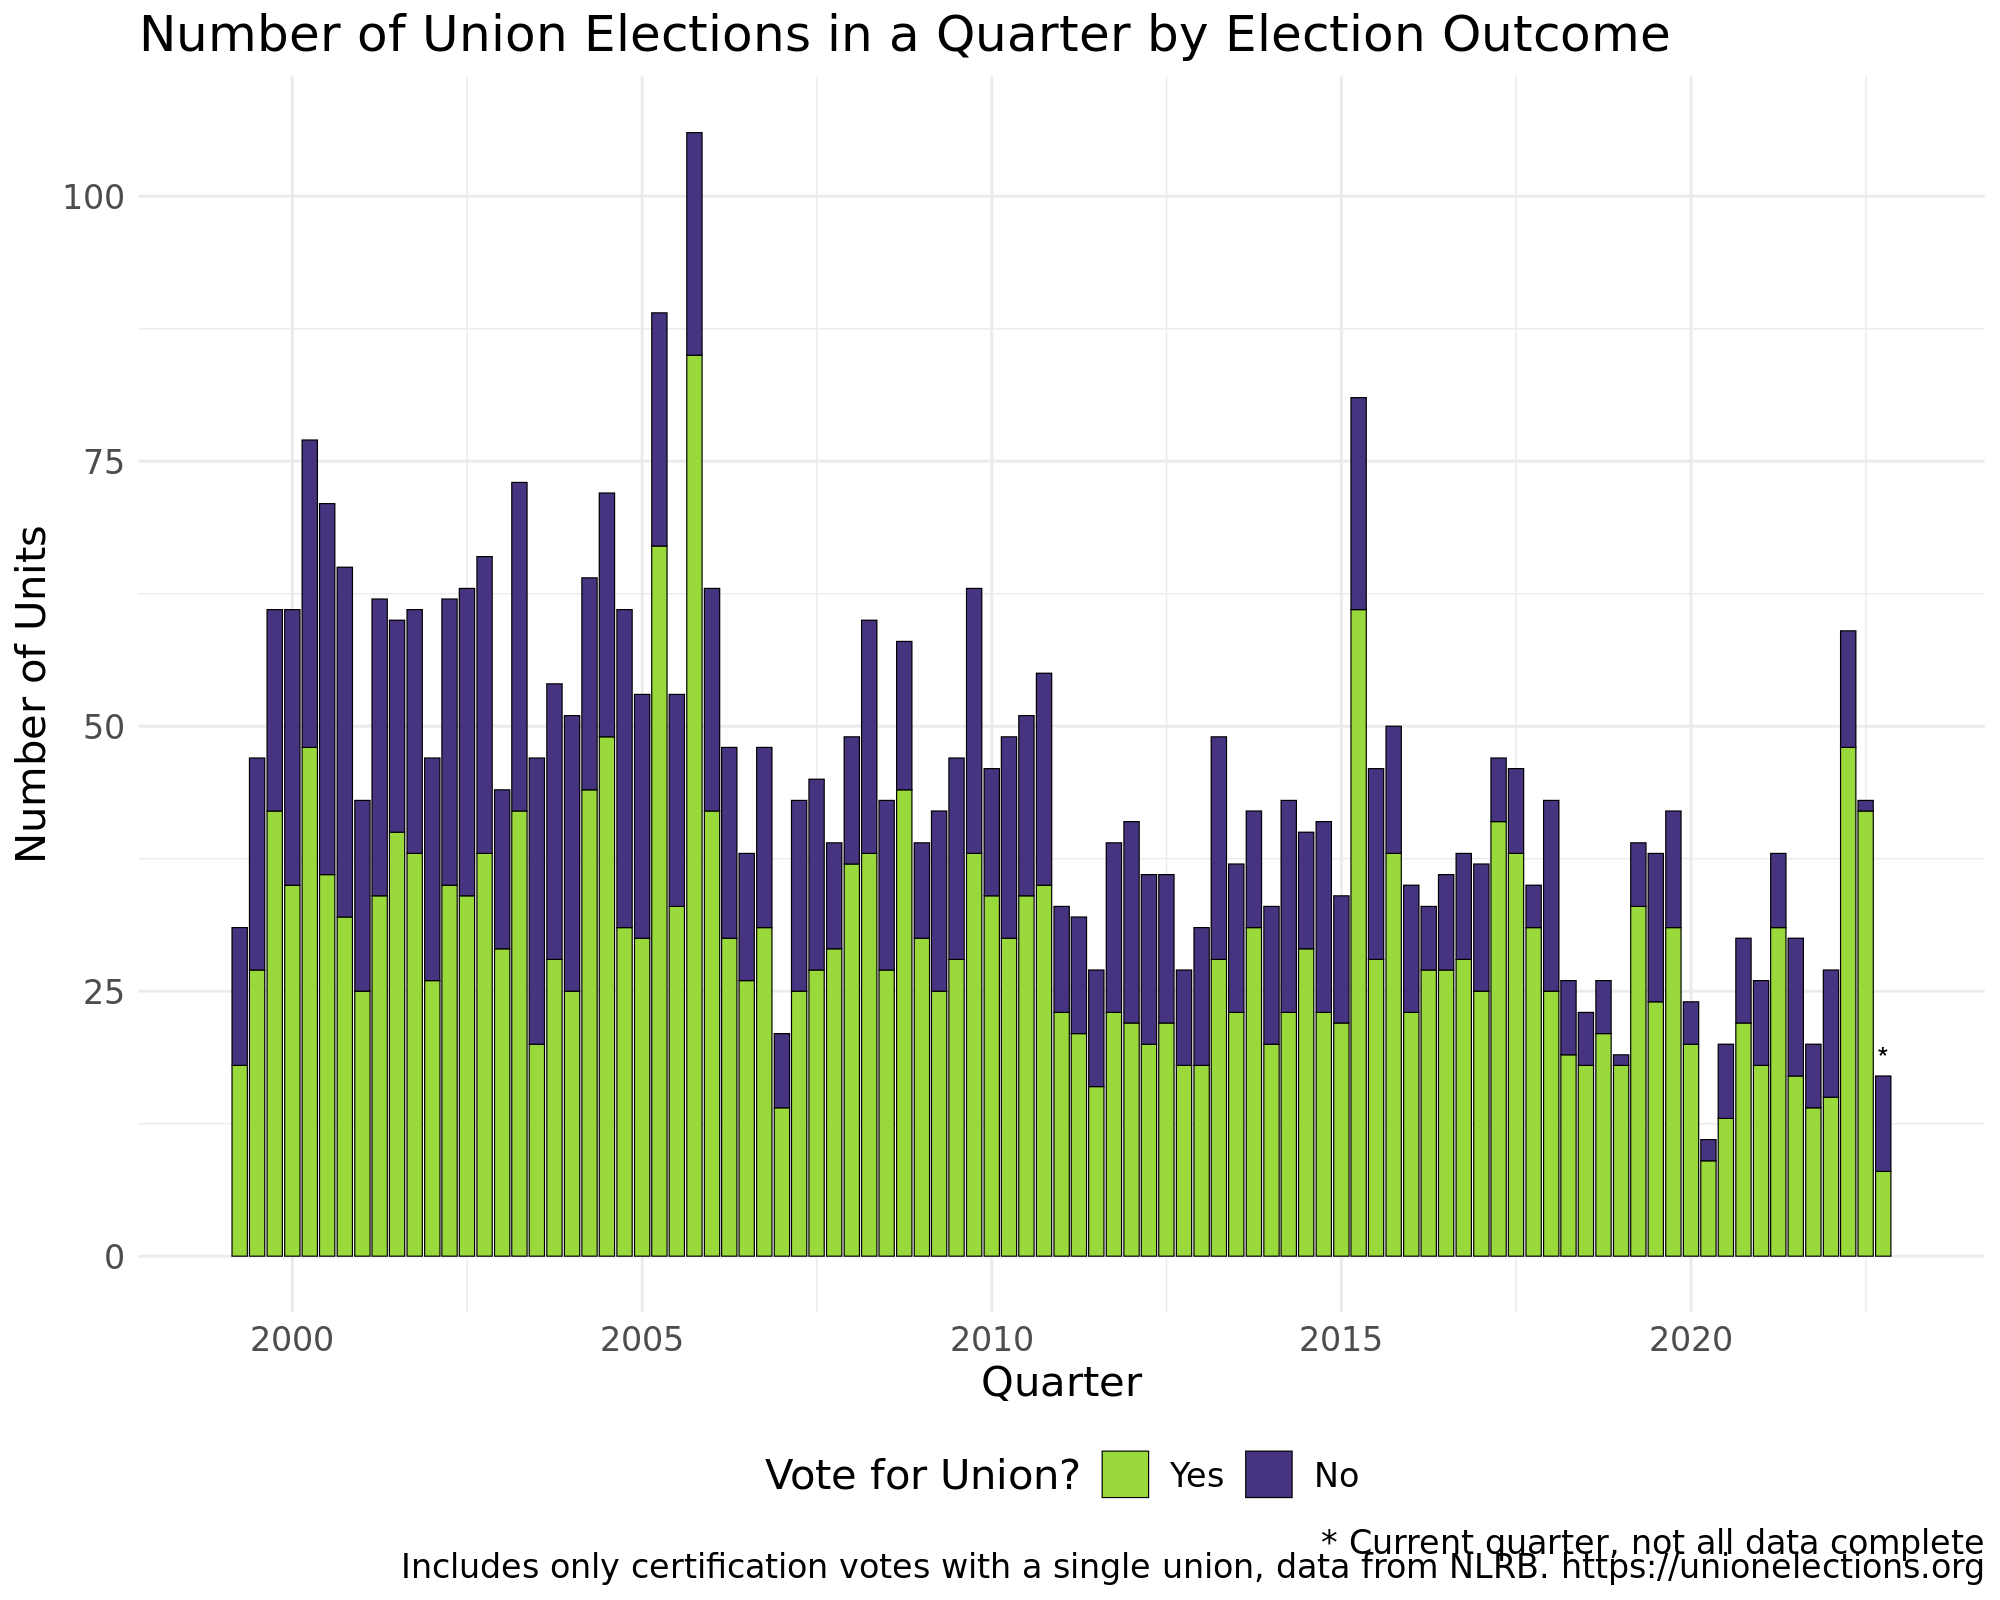 Number of Union Elections in a Quarter by Election Outcome
Number of Units
100
75
50
25
0
*
2000 2005 2010 2015 2020
Quarter
Vote for Union? Yes No
* Current quarter, not all data complete
Includes only certification votes with a single union, data from NLRB. https://unionelections.org